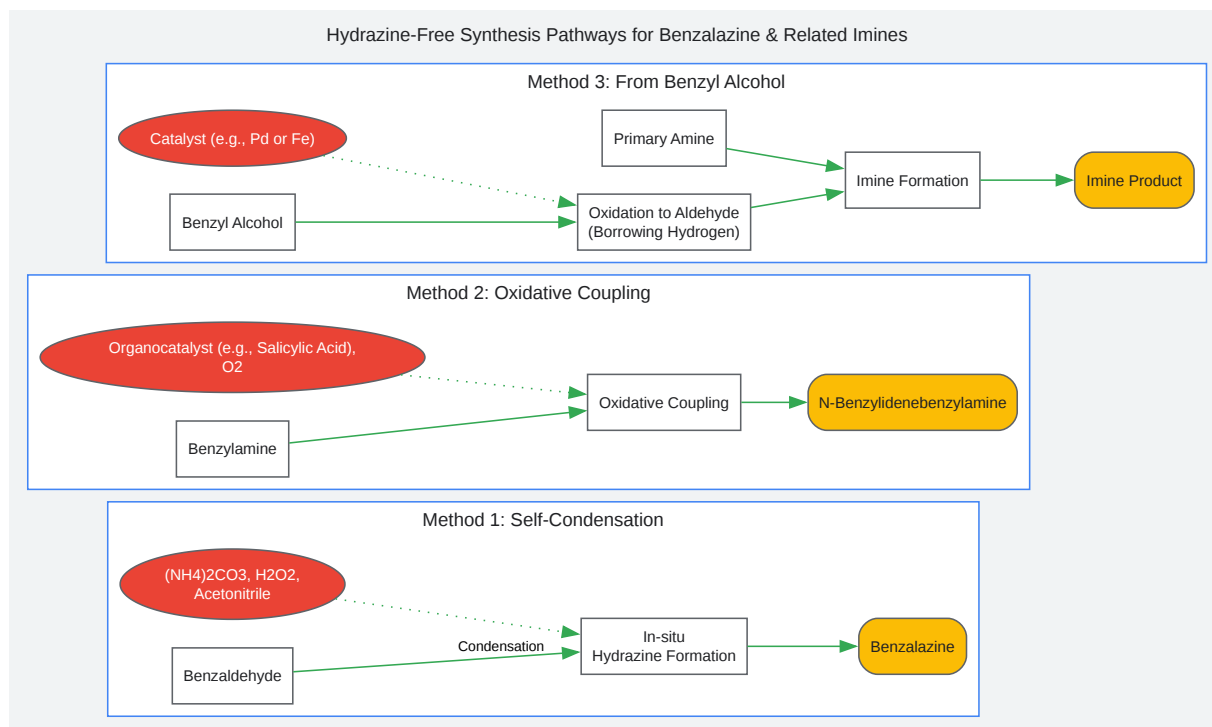 Hydrazine-Free Synthesis Pathways for Benzalazine & Related Imines
Method 3: From Benzyl Alcohol
Catalyst (e.g., Pd or Fe)
Primary Amine
Benzyl Alcohol
Oxidation to Aldehyde
(Borrowing Hydrogen)
Imine Formation
Imine Product
Method 2: Oxidative Coupling
Organocatalyst (e.g., Salicylic Acid),
O2
Benzylamine
Oxidative Coupling
N-Benzylidenebenzylamine
Method 1: Self-Condensation
(NH4)2CO3, H2O2,
Acetonitrile
Benzaldehyde
Condensation
In-situ
Hydrazine Formation
Benzalazine